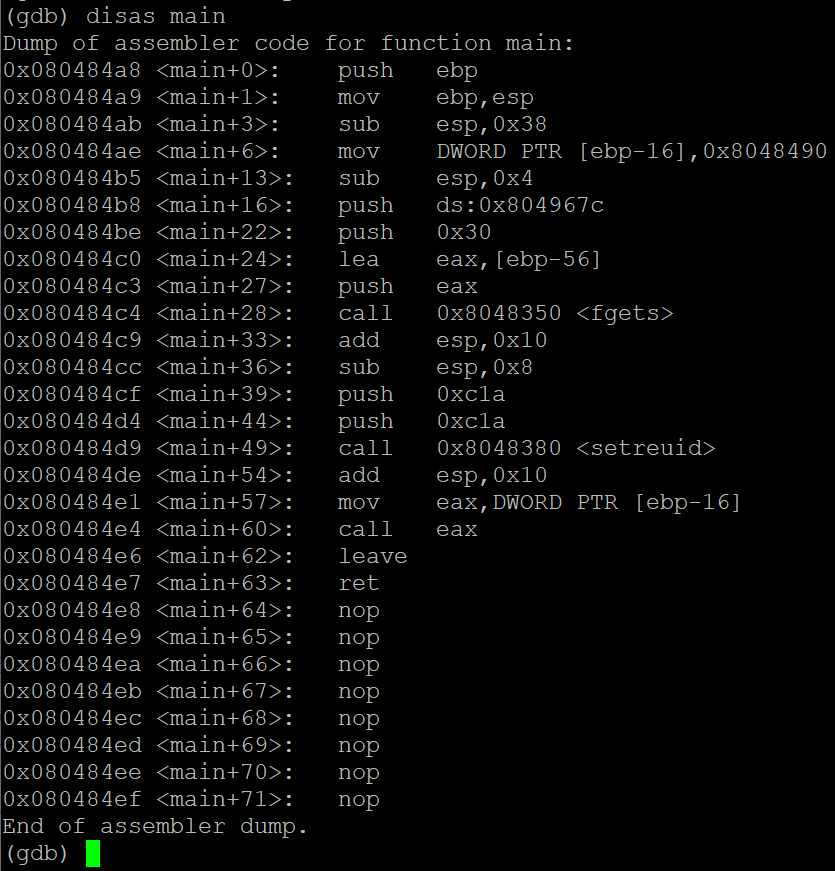 (gdb) disas main
Dump of assembler code for function main:
0x080484a8 <main+0>:    push   ebp
0x080484a9 <main+1>:    mov    ebp,esp
0x080484ab <main+3>:    sub    esp,0x38
0x080484ae <main+6>:    mov    DWORD PTR [ebp-16],0x8048490
0x080484b5 <main+13>:   sub    esp,0x4
0x080484b8 <main+16>:   push   ds:0x804967c
0x080484be <main+22>:   push   0x30
0x080484c0 <main+24>:   lea    eax,[ebp-56]
0x080484c3 <main+27>:   push   eax
0x080484c4 <main+28>:   call   0x8048350 <fgets>
0x080484c9 <main+33>:   add    esp,0x10
0x080484cc <main+36>:   sub    esp,0x8
0x080484cf <main+39>:   push   0xc1a
0x080484d4 <main+44>:   push   0xc1a
0x080484d9 <main+49>:   call   0x8048380 <setreuid>
0x080484de <main+54>:   add    esp,0x10
0x080484e1 <main+57>:   mov    eax,DWORD PTR [ebp-16]
0x080484e4 <main+60>:   call   eax
0x080484e6 <main+62>:   leave
0x080484e7 <main+63>:   ret
0x080484e8 <main+64>:   nop
0x080484e9 <main+65>:   nop
0x080484ea <main+66>:   nop
0x080484eb <main+67>:   nop
0x080484ec <main+68>:   nop
0x080484ed <main+69>:   nop
0x080484ee <main+70>:   nop
0x080484ef <main+71>:   nop
End of assembler dump.
(gdb)